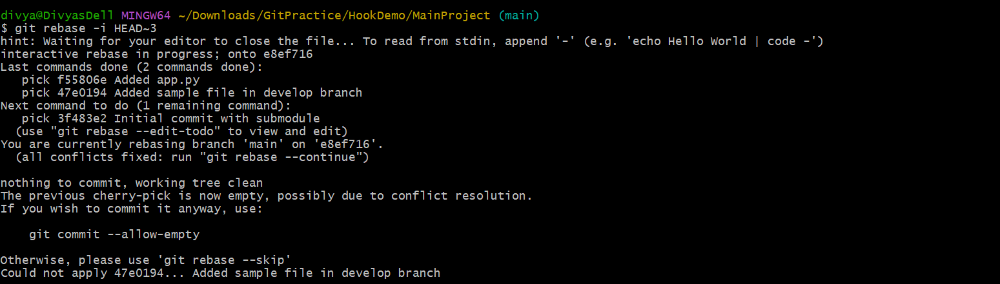 divya@DivyasDell MINGW64 ~/Downloads/GitPractice/HookDemo/MainProject (main)
$ git rebase -i HEAD~3
hint: Waiting for your editor to close the file... To read from stdin, append '-' (e.g. 'echo Hello World | code -')
interactive rebase in progress; onto e8ef716
Last commands done (2 commands done):
   pick f55806e Added app.py
   pick 47e0194 Added sample file in develop branch
Next command to do (1 remaining command):
   pick 3f483e2 Initial commit with submodule
  (use "git rebase --edit-todo" to view and edit)
You are currently rebasing branch 'main' on 'e8ef716'.
  (all conflicts fixed: run "git rebase --continue")

nothing to commit, working tree clean
The previous cherry-pick is now empty, possibly due to conflict resolution.
If you wish to commit it anyway, use:

    git commit --allow-empty

Otherwise, please use 'git rebase --skip'
Could not apply 47e0194... Added sample file in develop branch